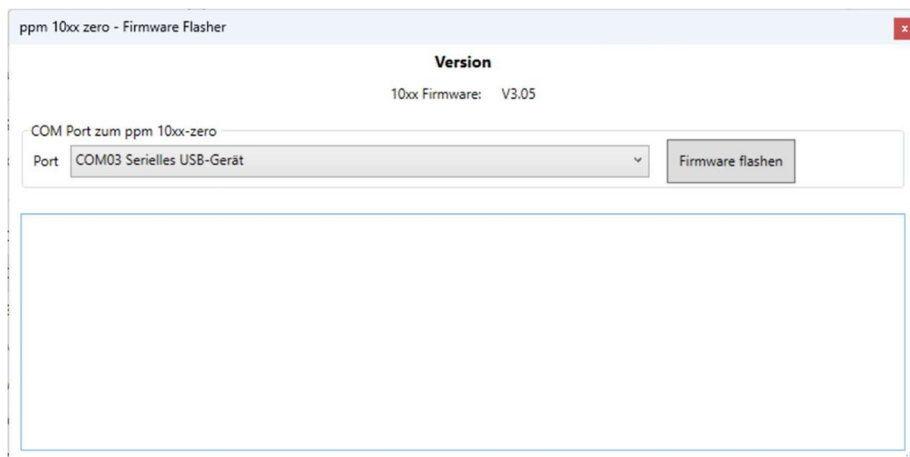 ppm 10xx zero - Firmware Flasher
x
Version
10xx Firmware: V3.05
COM Port zum ppm 10xx-zero
Port COM03 Serielles USB-Gerät Firmware flashen